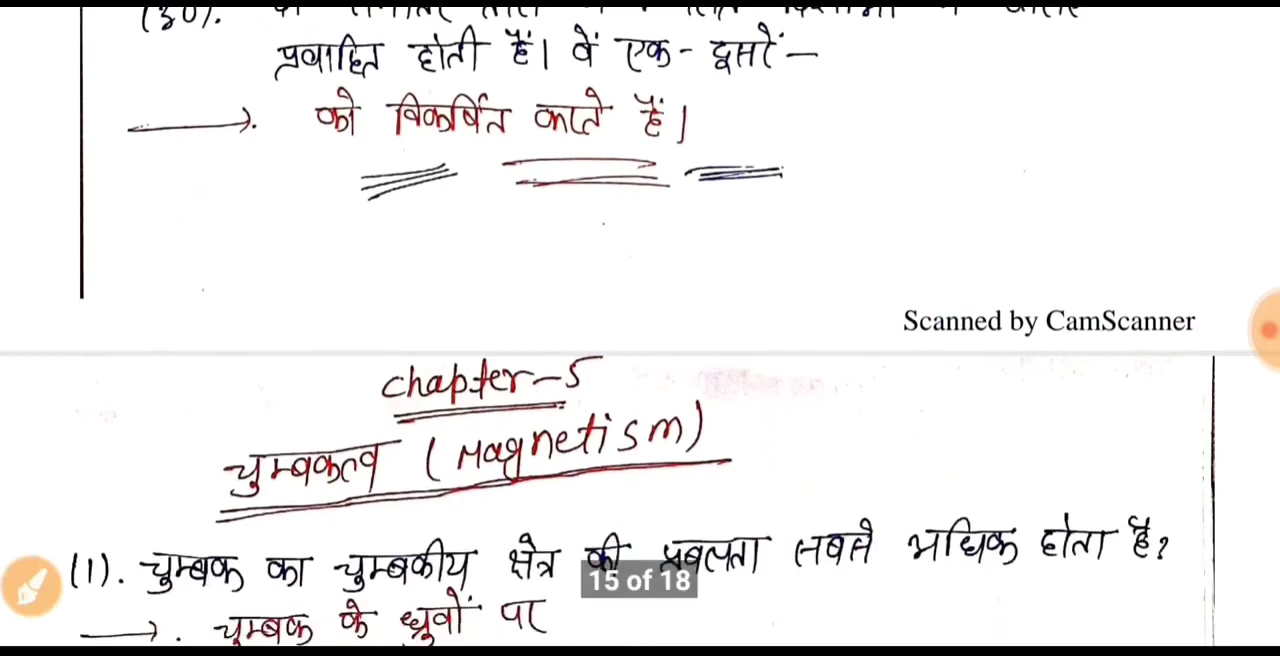 (30).
प्रवाहित होती हैं। वें एक - दूसरें-
→. को विकर्षित करते हैं।
Scanned by CamScanner
chapter-5
चुम्बकत्व (Magnetism)
(1). चुम्बक का चुम्बकीय क्षेत्र की प्रबलता सबसे अधिक होता है?
15 of 18
→. चुम्बक के ध्रुवों पर